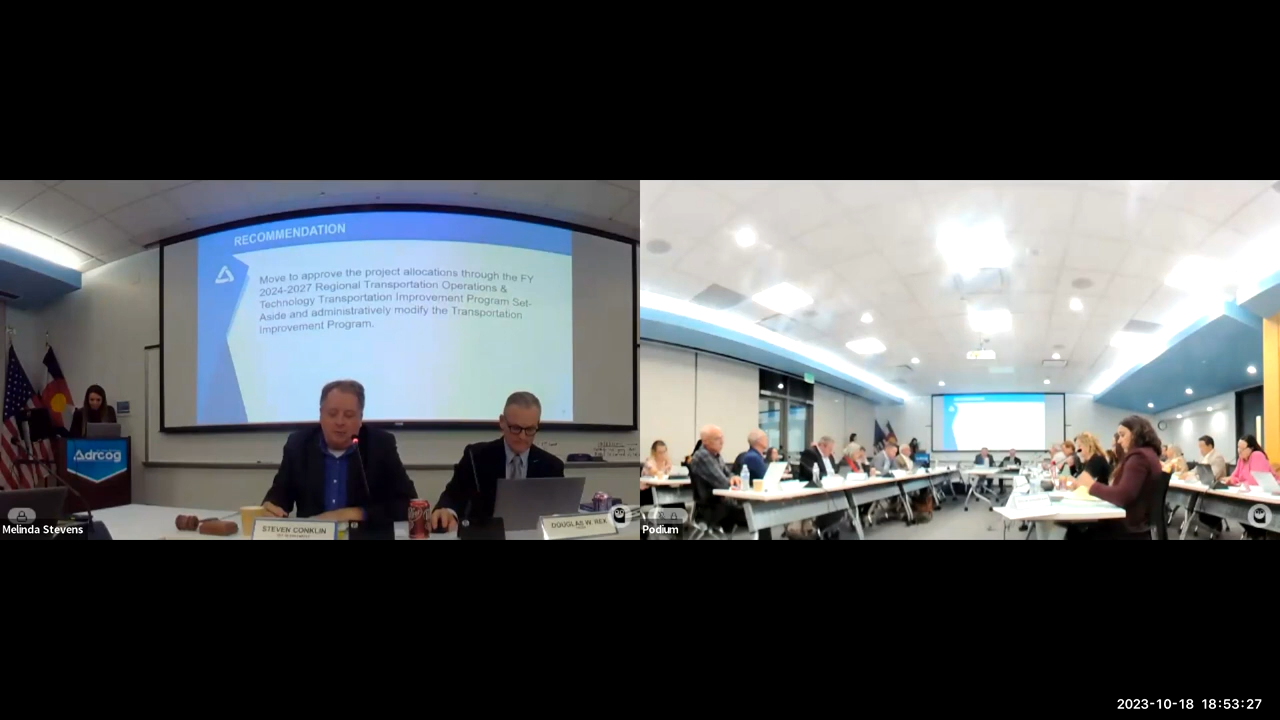 RECOMMENDATION
Move to approve the project allocations through the FY
2024-2027 Regional Transportation Operations &
Technology Transportation Improvement Program Set-
Aside and administratively modify the Transportation
Improvement Program.
drcog
STEVEN CONKLIN
DOUGLAS W. REX
Melinda Stevens
Podium
2023-10-18 18:53:27